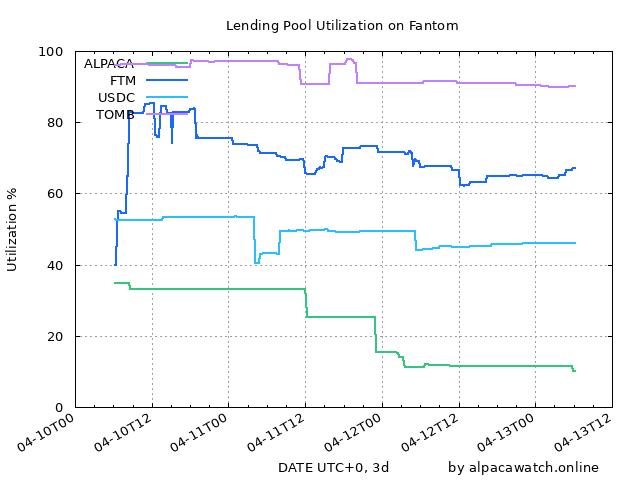 Lending Pool Utilization on Fantom
Utilization %
100
80
60
40
20
0
ALPACA
FTM
USDC
TOMB
04-10T00
04-10T12
04-11T00
04-11T12
04-12T00
04-12T12
04-13T00
04-13T12
DATE UTC+0, 3d
by alpacawatch.online